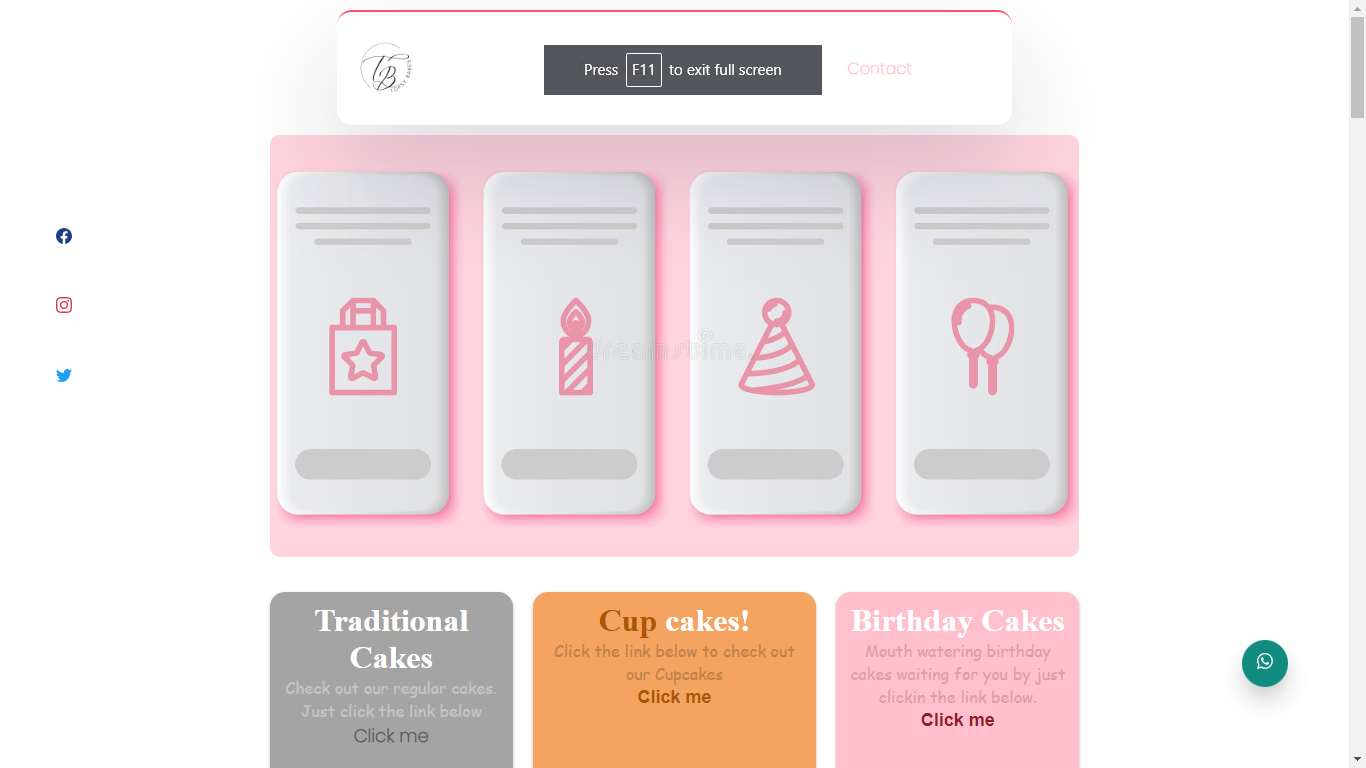 TB
TOPSY BAKES
Press F11 to exit full screen
Contact
dreamstime
Traditional
Cakes
Check out our regular cakes.
Just click the link below
Click me
Cup cakes!
Click the link below to check out
our Cupcakes
Click me
Birthday Cakes
Mouth watering birthday
cakes waiting for you by just
clickin the link below.
Click me